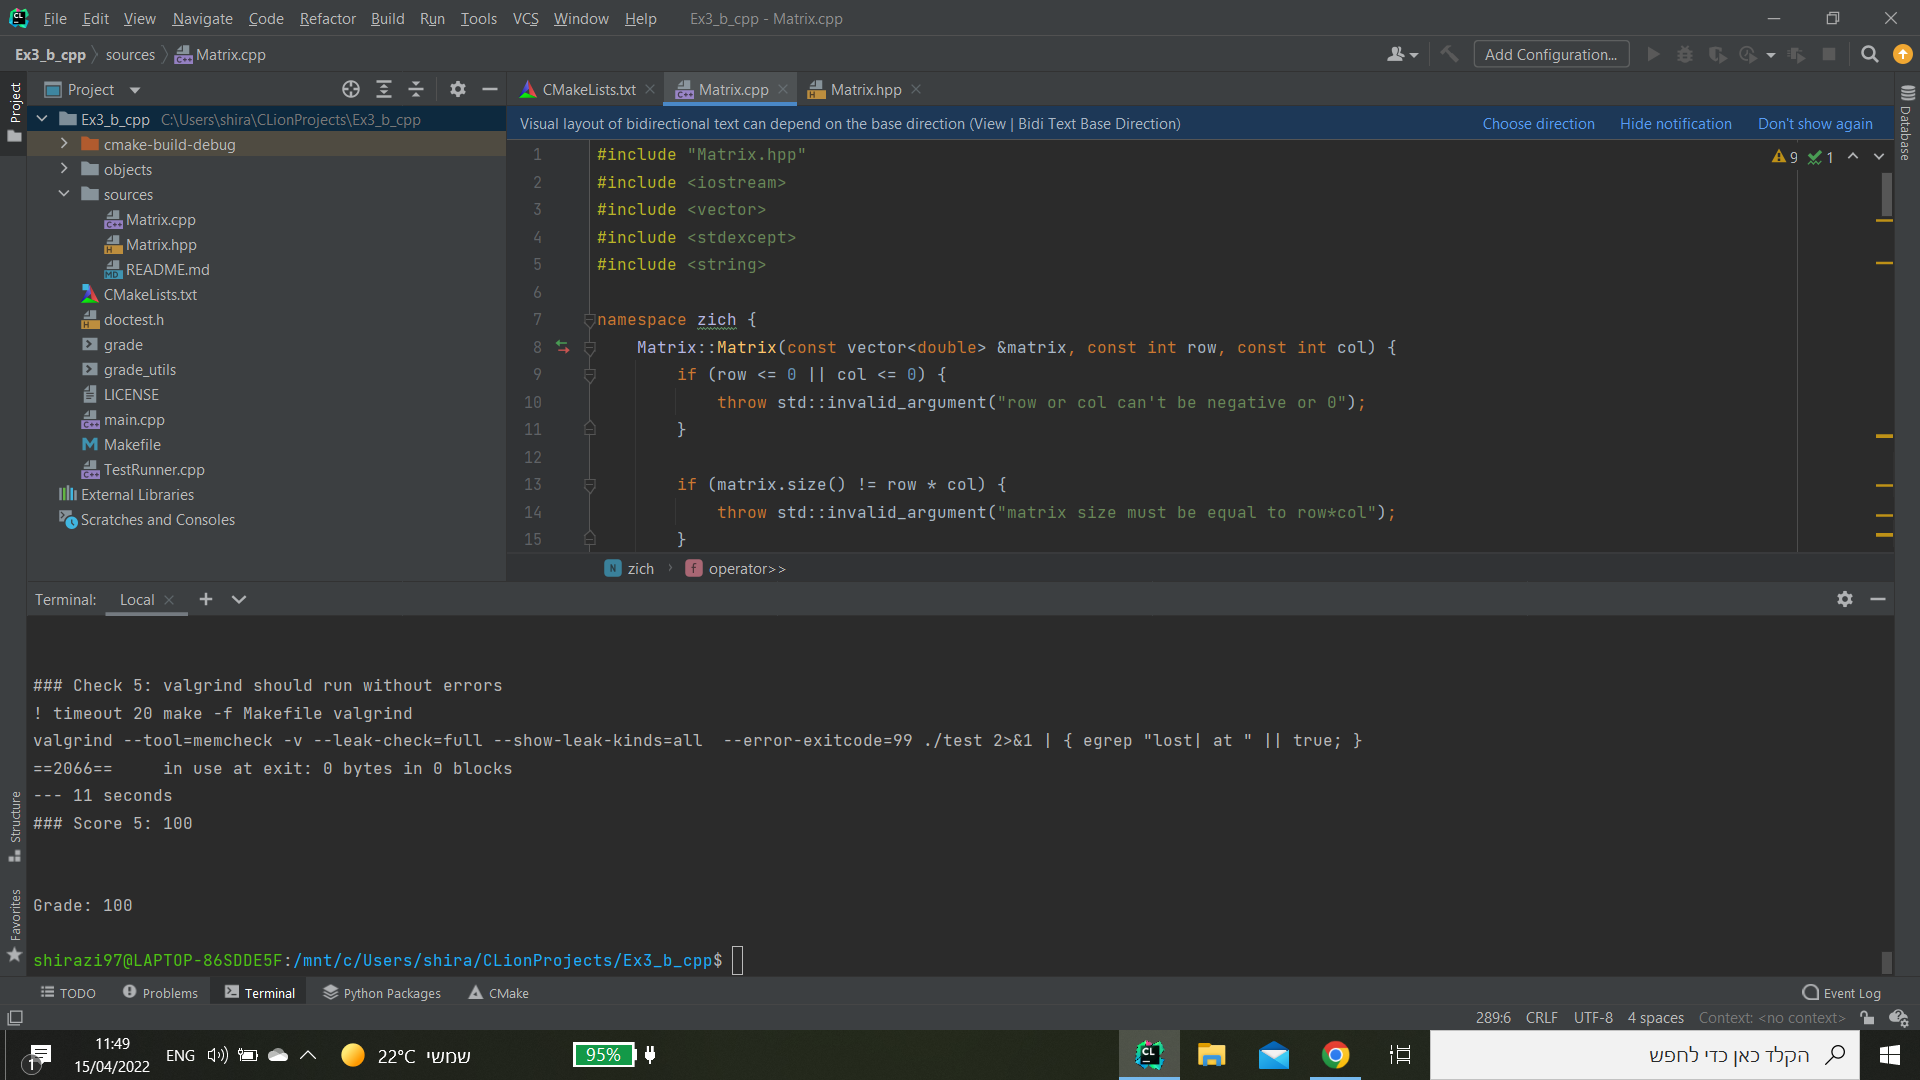 File Edit View Navigate Code Refactor Build Run Tools VCS Window Help Ex3_b_cpp - Matrix.cpp
Ex3_b_cpp sources Matrix.cpp Add Configuration...
Project
Project
CMakeLists.txt Matrix.cpp Matrix.hpp
Database
Ex3_b_cpp C:\Users\shira\CLionProjects\Ex3_b_cpp
cmake-build-debug
objects
sources
Matrix.cpp
Matrix.hpp
README.md
CMakeLists.txt
doctest.h
grade
grade_utils
LICENSE
main.cpp
Makefile
TestRunner.cpp
External Libraries
Scratches and Consoles
Visual layout of bidirectional text can depend on the base direction (View | Bidi Text Base Direction) Choose direction Hide notification Don't show again
9 1
1 #include "Matrix.hpp"
2 #include <iostream>
3 #include <vector>
4 #include <stdexcept>
5 #include <string>
6
7 namespace zich {
8 Matrix::Matrix(const vector<double> &matrix, const int row, const int col) {
9 if (row <= 0 || col <= 0) {
10 throw std::invalid_argument("row or col can't be negative or 0");
11 }
12
13 if (matrix.size() != row * col) {
14 throw std::invalid_argument("matrix size must be equal to row*col");
15 }
zich operator>>
Terminal: Local
### Check 5: valgrind should run without errors
! timeout 20 make -f Makefile valgrind
valgrind --tool=memcheck -v --leak-check=full --show-leak-kinds=all  --error-exitcode=99 ./test 2>&1 | { egrep "lost| at " || true; }
==2066==     in use at exit: 0 bytes in 0 blocks
--- 11 seconds
### Score 5: 100
Grade: 100
shirazi97@LAPTOP-86SDDE5F:/mnt/c/Users/shira/CLionProjects/Ex3_b_cpp$
Structure
Favorites
TODO Problems Terminal Python Packages CMake Event Log
289:6 CRLF UTF-8 4 spaces Context: <no context>
1 11:49 ENG 22°C שמשי 95% הקלד כאן כדי לחפש
15/04/2022